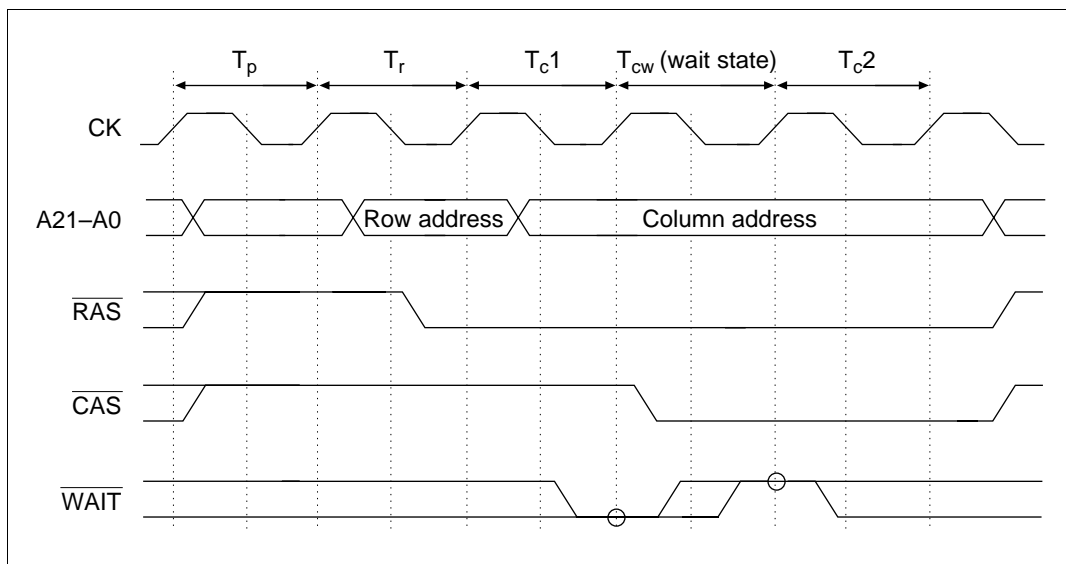 Tp Tr Tc1 Tcw (wait state) Tc2
CK
A21–A0 Row address Column address
RAS
CAS
WAIT